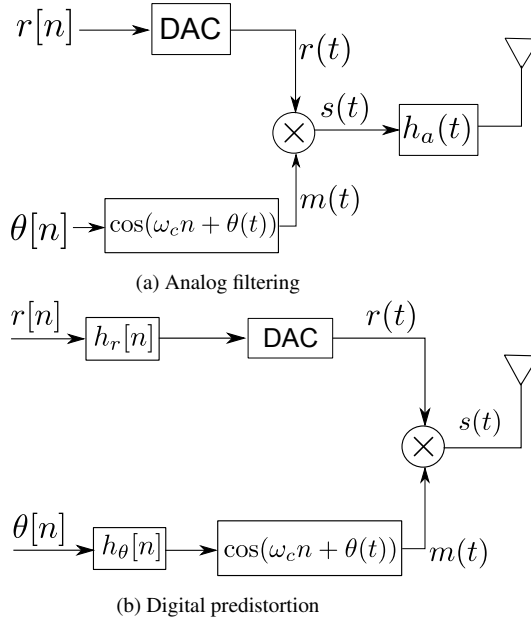 r[n]
DAC
r(t)
s(t)
h_a(t)
m(t)
θ[n]
cos(ω_c n + θ(t))
(a) Analog filtering
r[n]
h_r[n]
DAC
r(t)
s(t)
θ[n]
h_θ[n]
cos(ω_c n + θ(t))
m(t)
(b) Digital predistortion